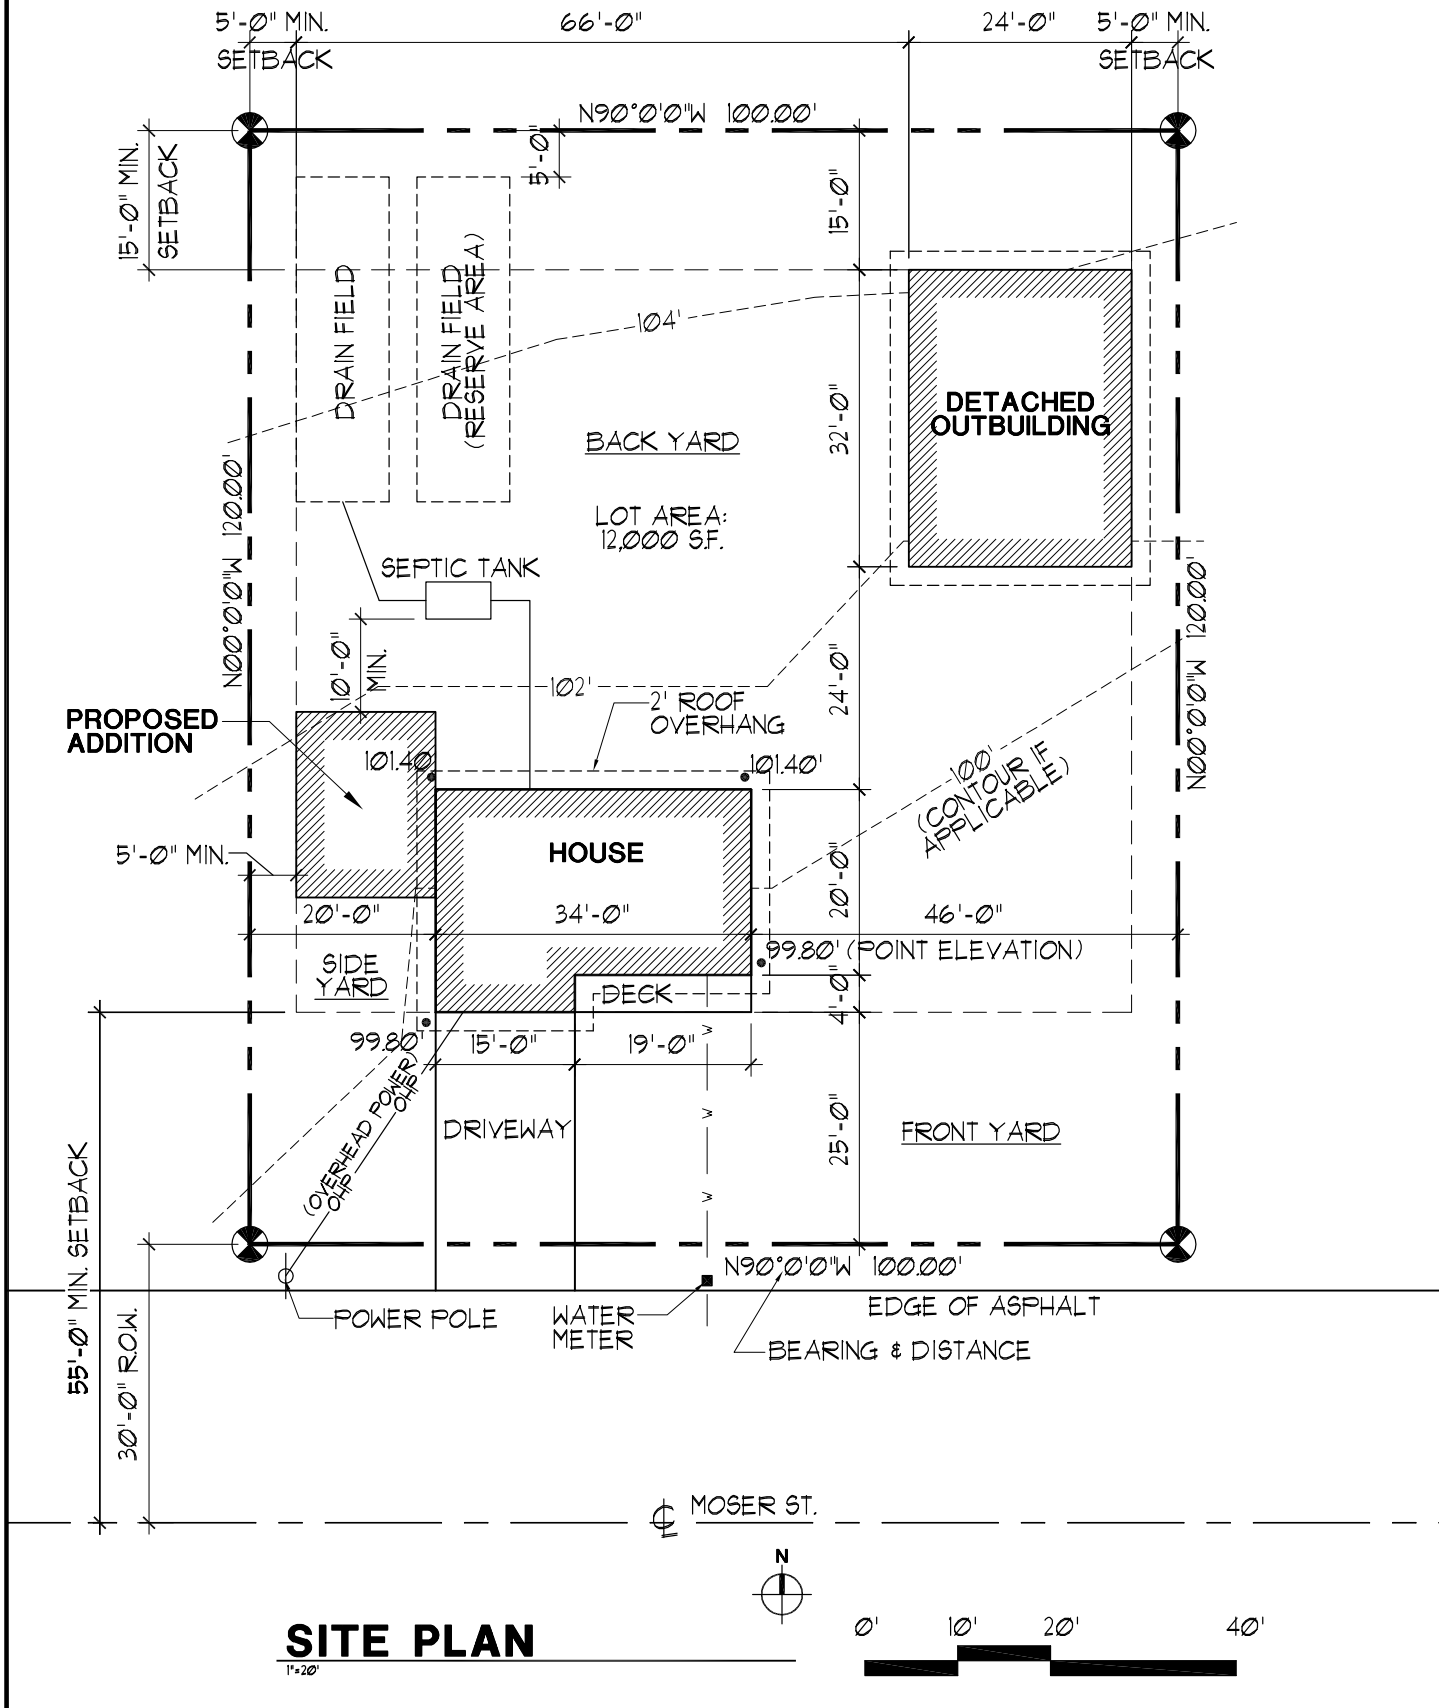 5'-0" MIN.
SETBACK
66'-0"
24'-0"
5'-0" MIN.
SETBACK
N90°0'0"W 100.00'
15'-0" MIN.
SETBACK
5'-0"
15'-0"
DRAIN FIELD
DRAIN FIELD
(RESERVE AREA)
104'
32'-0"
DETACHED
OUTBUILDING
BACK YARD
LOT AREA:
12,000 S.F.
N00°0'0"W 120.00'
SEPTIC TANK
10'-0"
MIN.
102'
2' ROOF
OVERHANG
24'-0"
N00°0'0"W 120.00'
PROPOSED
ADDITION
101.40'
101.40'
100'
(CONTOUR IF
APPLICABLE)
5'-0" MIN.
HOUSE
20'-0"
20'-0"
34'-0"
46'-0"
99.80' (POINT ELEVATION)
SIDE
YARD
DECK
4'-0"
99.80'
15'-0"
19'-0"
W
(OVERHEAD POWER)
OHP
OHP
DRIVEWAY
W
25'-0"
FRONT YARD
W
55'-0" MIN. SETBACK
30'-0" R.O.W.
N90°0'0"W 100.00'
EDGE OF ASPHALT
POWER POLE
WATER
METER
BEARING & DISTANCE
℄ MOSER ST.
N
SITE PLAN
1"=20'
0' 10' 20' 40'